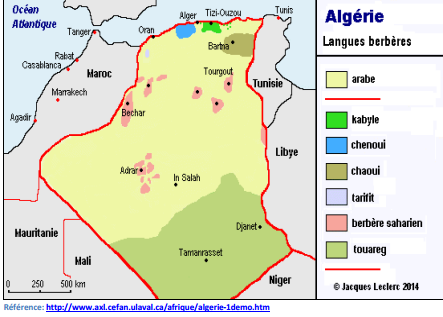 Océan
Atlantique
Tanger
Oran
Alger
Tizi-Ouzou
Tunis
Rabat
Casablanca
Batna
Maroc
Tourgout
Tunisie
Marrakech
Bechar
Agadir
Libye
Adrar
In Salah
Mauritanie
Djanet
Mali
Tamanrasset
Niger
0 250 500 km
Algérie
Langues berbères
arabe
kabyle
chenoui
chaoui
tarifit
berbère saharien
touareg
© Jacques Leclerc 2014
Référence: http://www.axl.cefan.ulaval.ca/afrique/algerie-1demo.htm